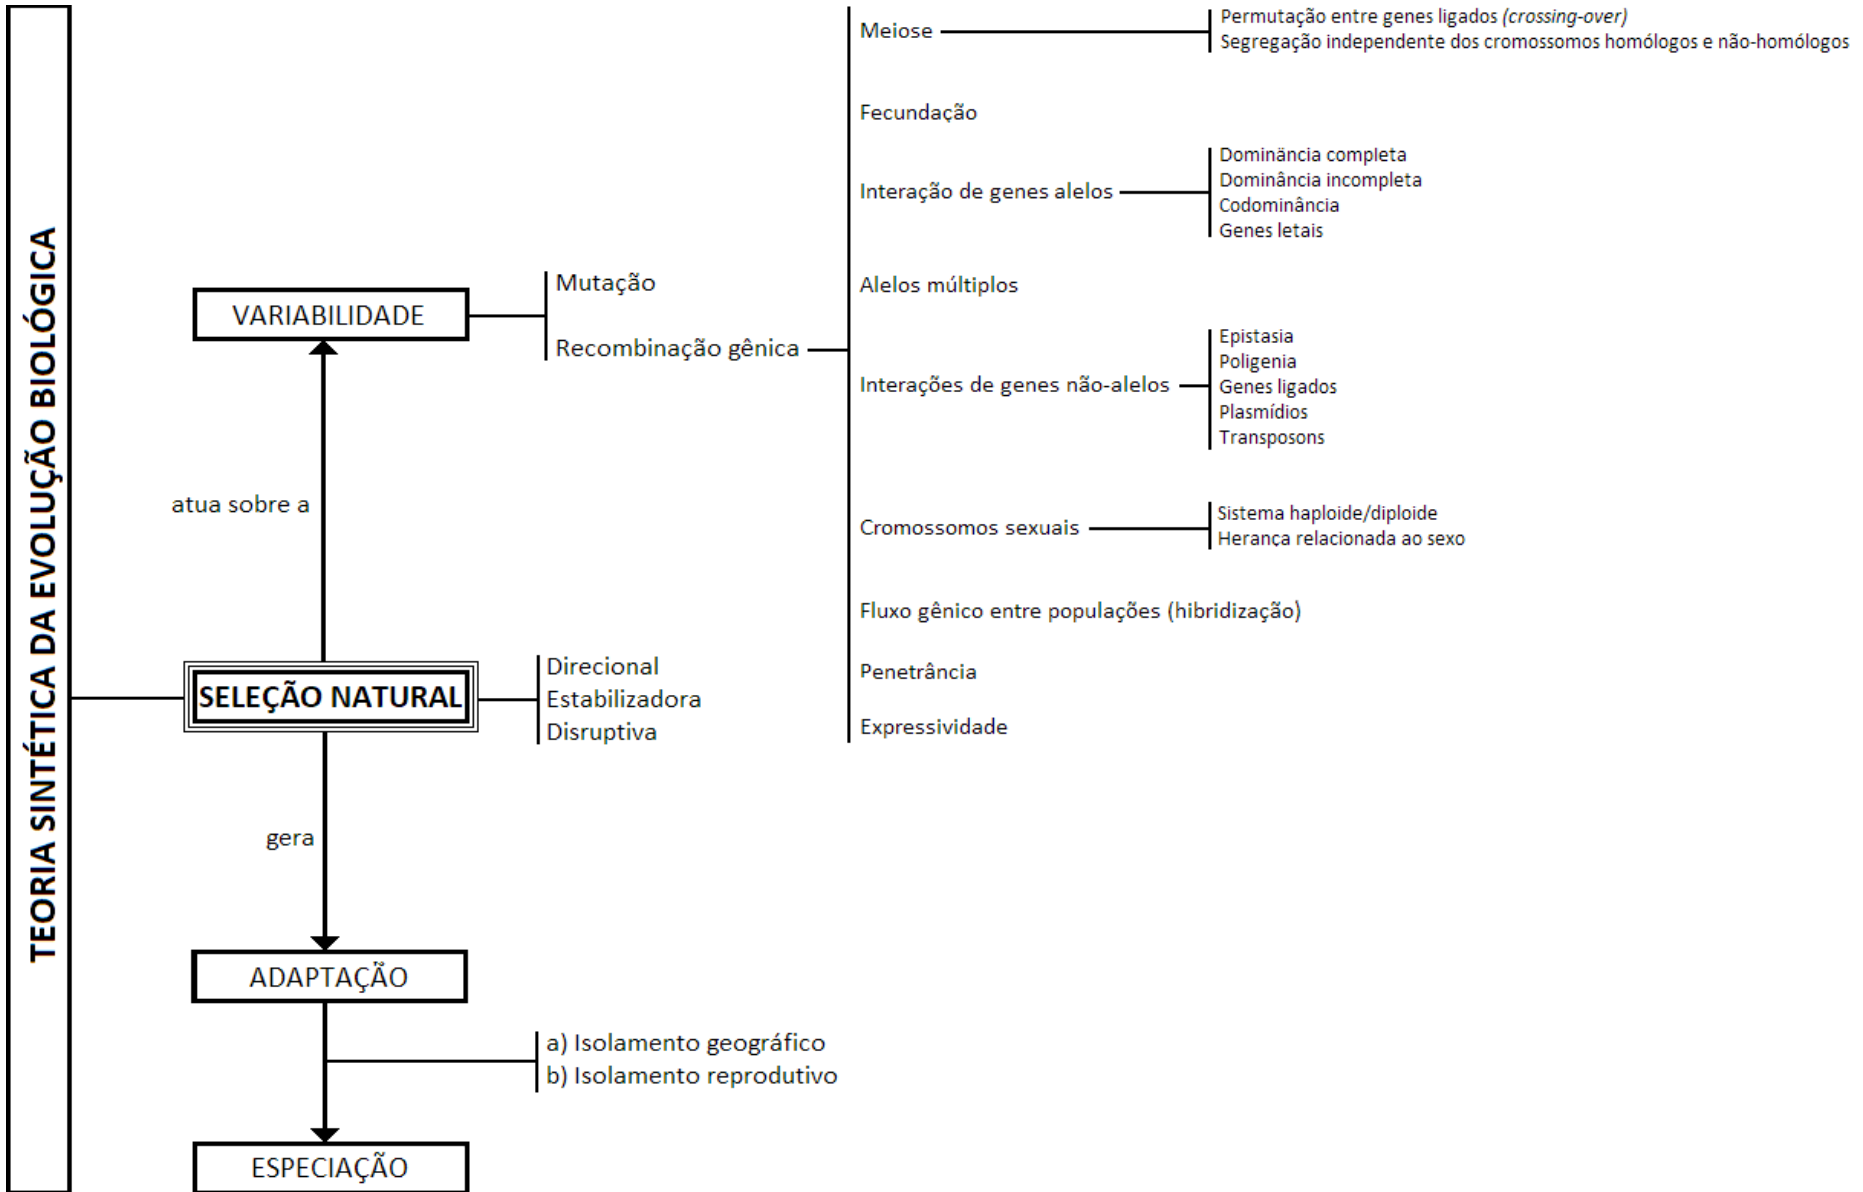 TEORIA SINTÉTICA DA EVOLUÇÃO BIOLÓGICA
VARIABILIDADE
Mutação
Recombinação gênica
Meiose
Permutação entre genes ligados (crossing-over)
Segregação independente dos cromossomos homólogos e não-homólogos
Fecundação
Interação de genes alelos
Dominäncia completa
Dominância incompleta
Codominância
Genes letais
Alelos múltiplos
Interações de genes não-alelos
Epistasia
Poligenia
Genes ligados
Plasmídios
Transposons
Cromossomos sexuais
Sistema haploide/diploide
Herança relacionada ao sexo
Fluxo gênico entre populações (hibridização)
Penetrância
Expressividade
atua sobre a
SELEÇÃO NATURAL
Direcional
Estabilizadora
Disruptiva
gera
ADAPTAÇÃO
a) Isolamento geográfico
b) Isolamento reprodutivo
ESPECIAÇÃO